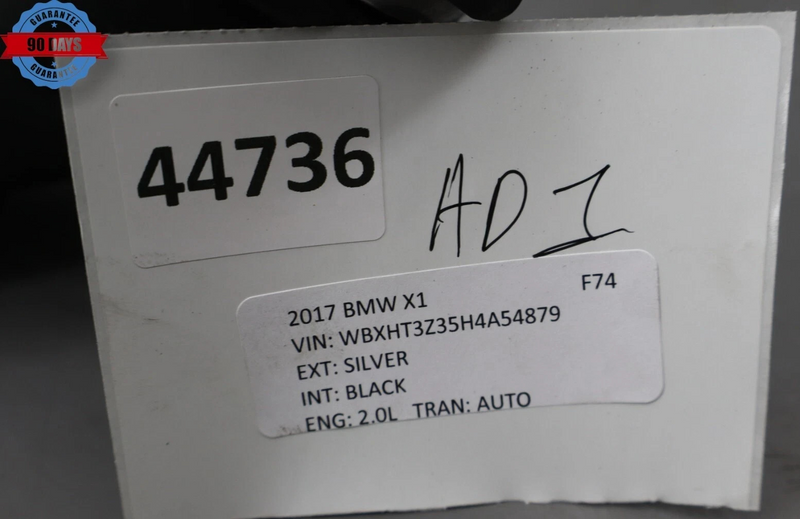 GUARANTEE
90 DAYS
GUARANTEE
44736
AD1
2017 BMW X1 F74
VIN: WBXHT3Z35H4A54879
EXT: SILVER
INT: BLACK
ENG: 2.0L TRAN: AUTO